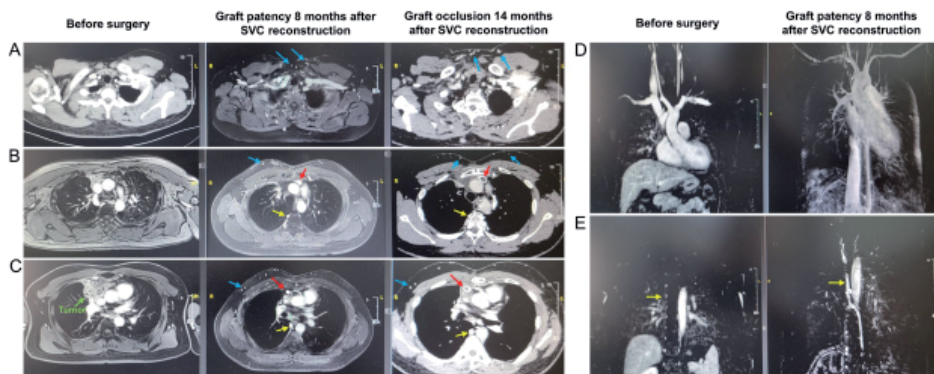 Before surgery
Graft patency 8 months after
SVC reconstruction
Graft occlusion 14 months
after SVC reconstruction
Before surgery
Graft patency 8 months
after SVC reconstruction
A
B
C
Tumor
D
E